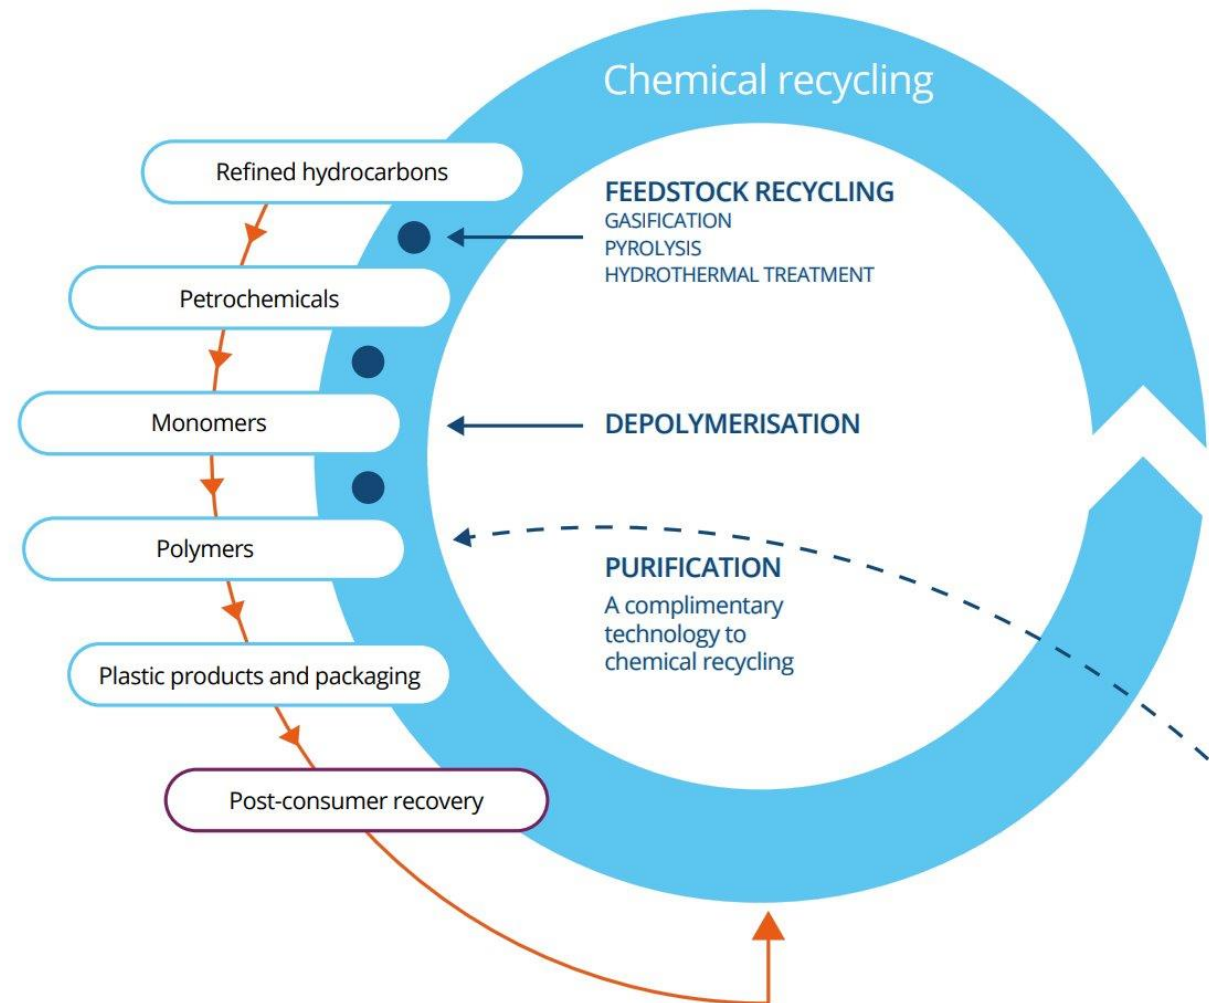 Chemical recycling
Refined hydrocarbons
FEEDSTOCK RECYCLING
GASIFICATION
PYROLYSIS
HYDROTHERMAL TREATMENT
Petrochemicals
Monomers
DEPOLYMERISATION
Polymers
PURIFICATION
A complimentary
technology to
chemical recycling
Plastic products and packaging
Post-consumer recovery